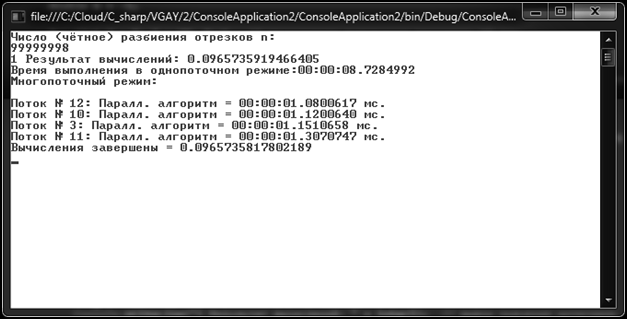 file:///C:/Cloud/C_sharp/VGAY/2/ConsoleApplication2/ConsoleApplication2/bin/Debug/ConsoleA...
Число (чётное) разбиения отрезков n:
99999998
1 Результат вычислений: 0.0965735919466405
Время выполнения в однопоточном режиме:00:00:08.7284992
Многопоточный режим:
Поток № 12: Паралл. алгоритм = 00:00:01.0800617 мс.
Поток № 10: Паралл. алгоритм = 00:00:01.1200640 мс.
Поток № 3: Паралл. алгоритм = 00:00:01.1510658 мс.
Поток № 11: Паралл. алгоритм = 00:00:01.3070747 мс.
Вычисления завершены = 0.0965735817802189